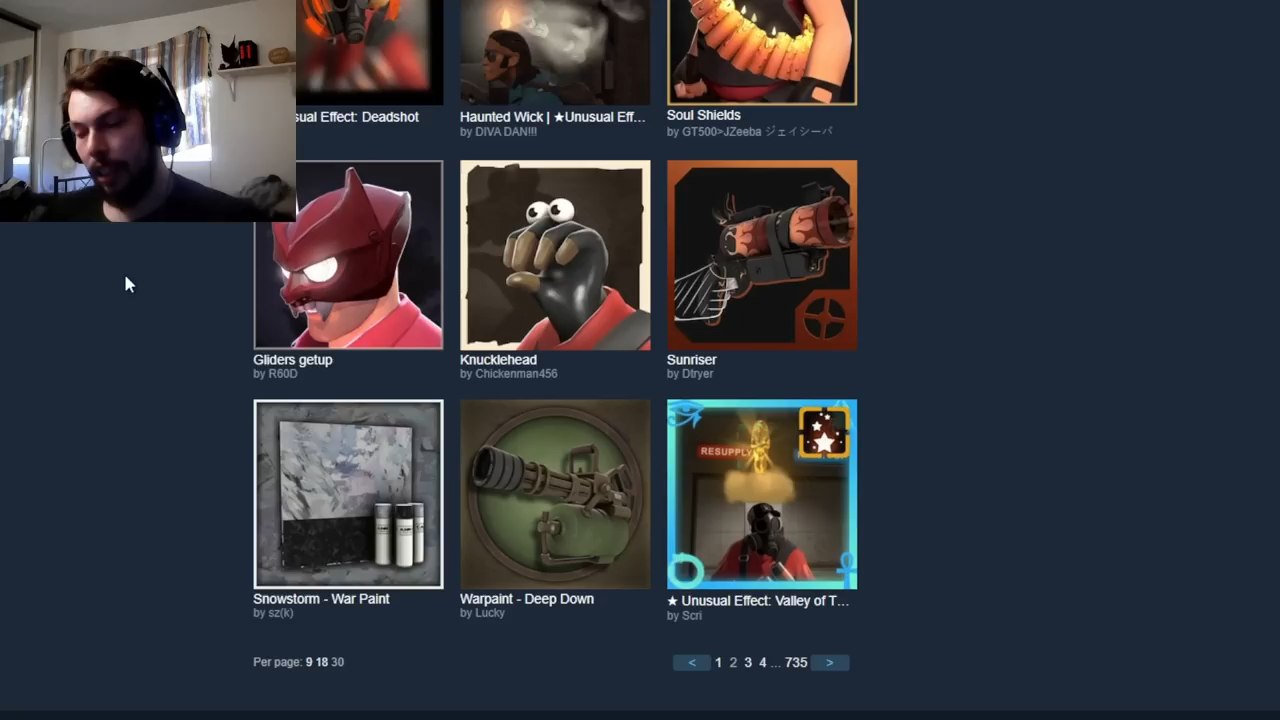 sual Effect: Deadshot
Haunted Wick | ★Unusual Eff...
by DIVA DAN!!!
Soul Shields
by GT500>JZeeba ジェイシーバ
Gliders getup
by R60D
Knucklehead
by Chickenman456
Sunriser
by Dtryer
RESUPPLY
Snowstorm - War Paint
by sz(k)
Warpaint - Deep Down
by Lucky
★ Unusual Effect: Valley of T...
by Scri
Per page: 9 18 30
< 1 2 3 4 ... 735 >